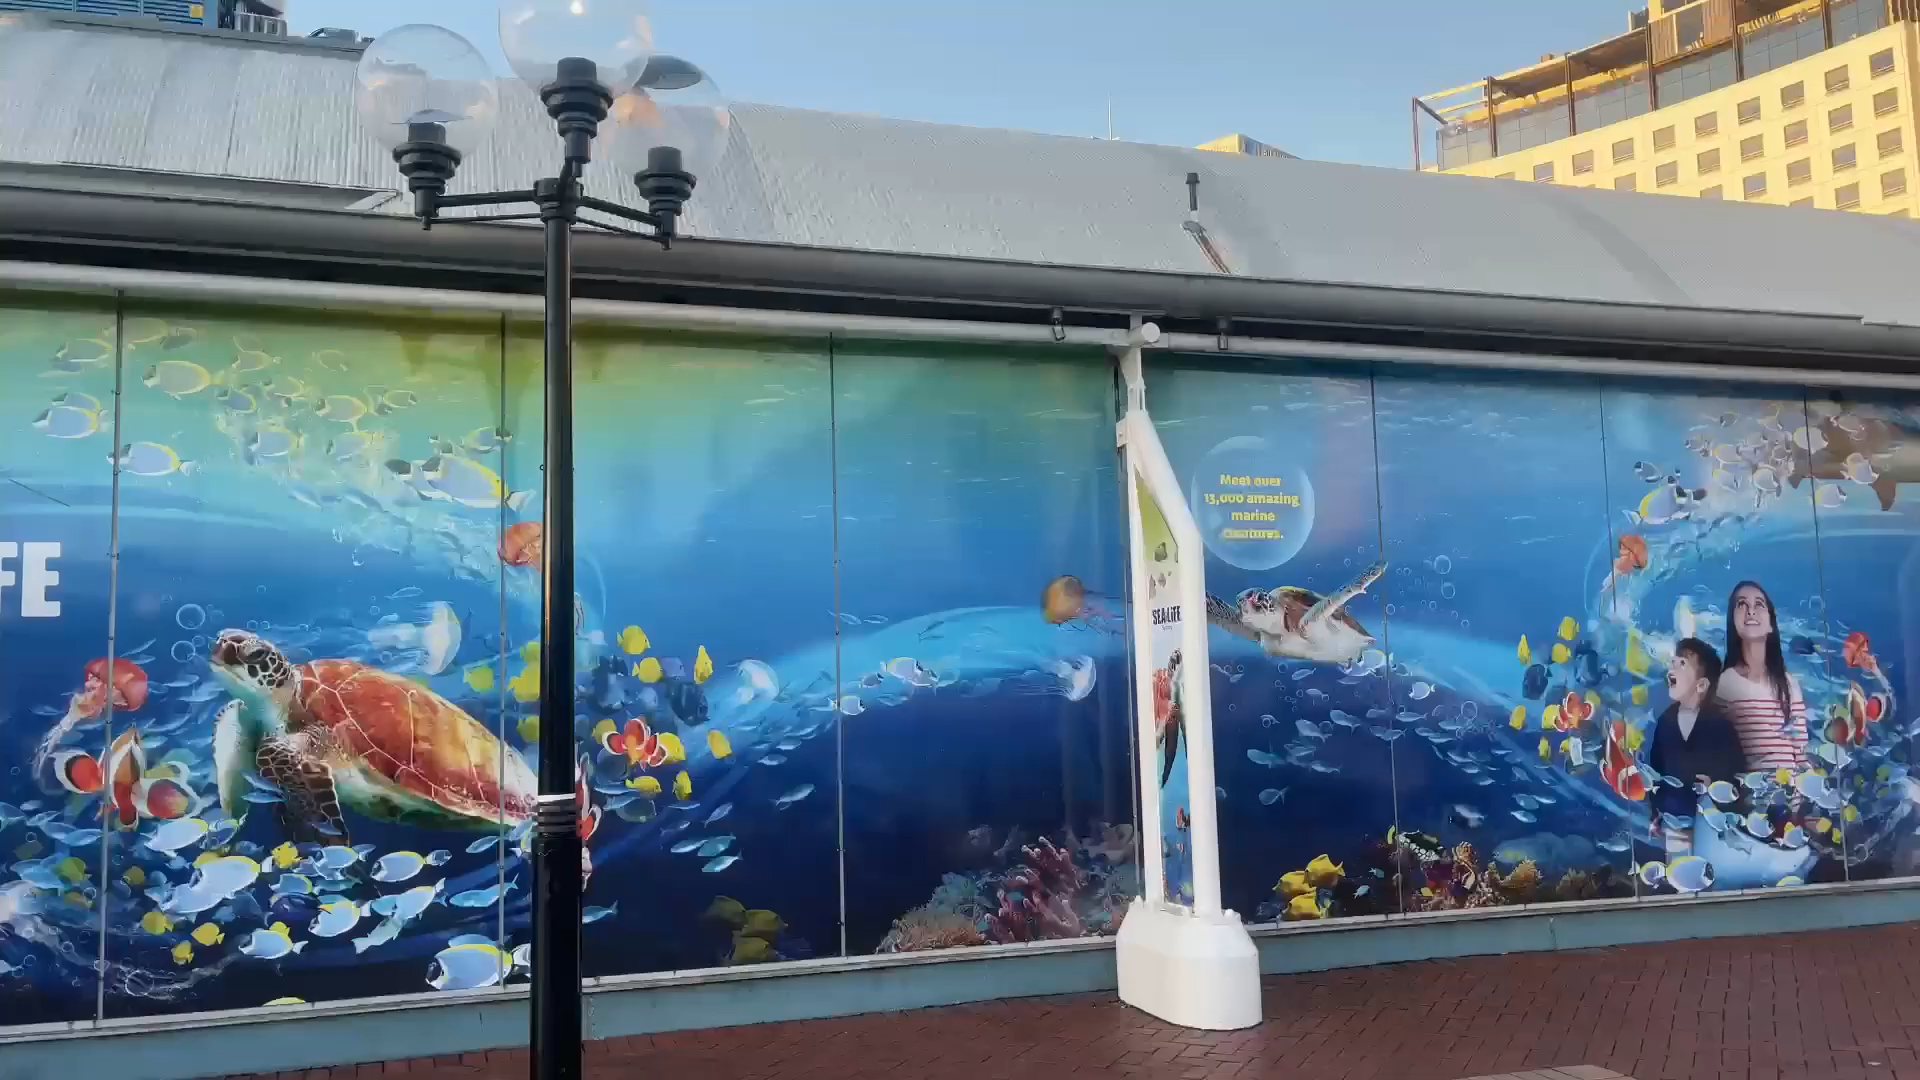 FE
Meet over
13,000 amazing
marine
creatures.
SEA LiFE